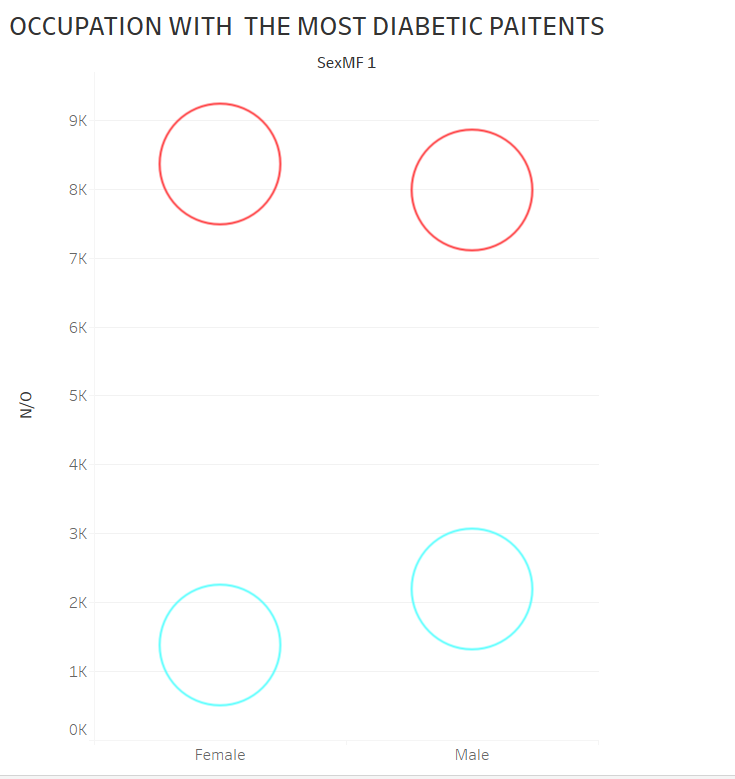 OCCUPATION WITH THE MOST DIABETIC PAITENTS
SexMF 1
9K
8K
7K
6K
5K
4K
3K
2K
1K
0K
N/O
Female Male